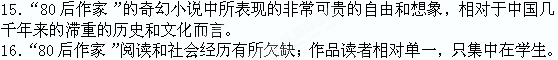 15.“80后作家”的奇幻小说中所表现的非常可贵的自由和想象，相对于中国几
千年来的滞重的历史和文化而言。
16.“80后作家”阅读和社会经历有所欠缺；作品读者相对单一，只集中在学生。